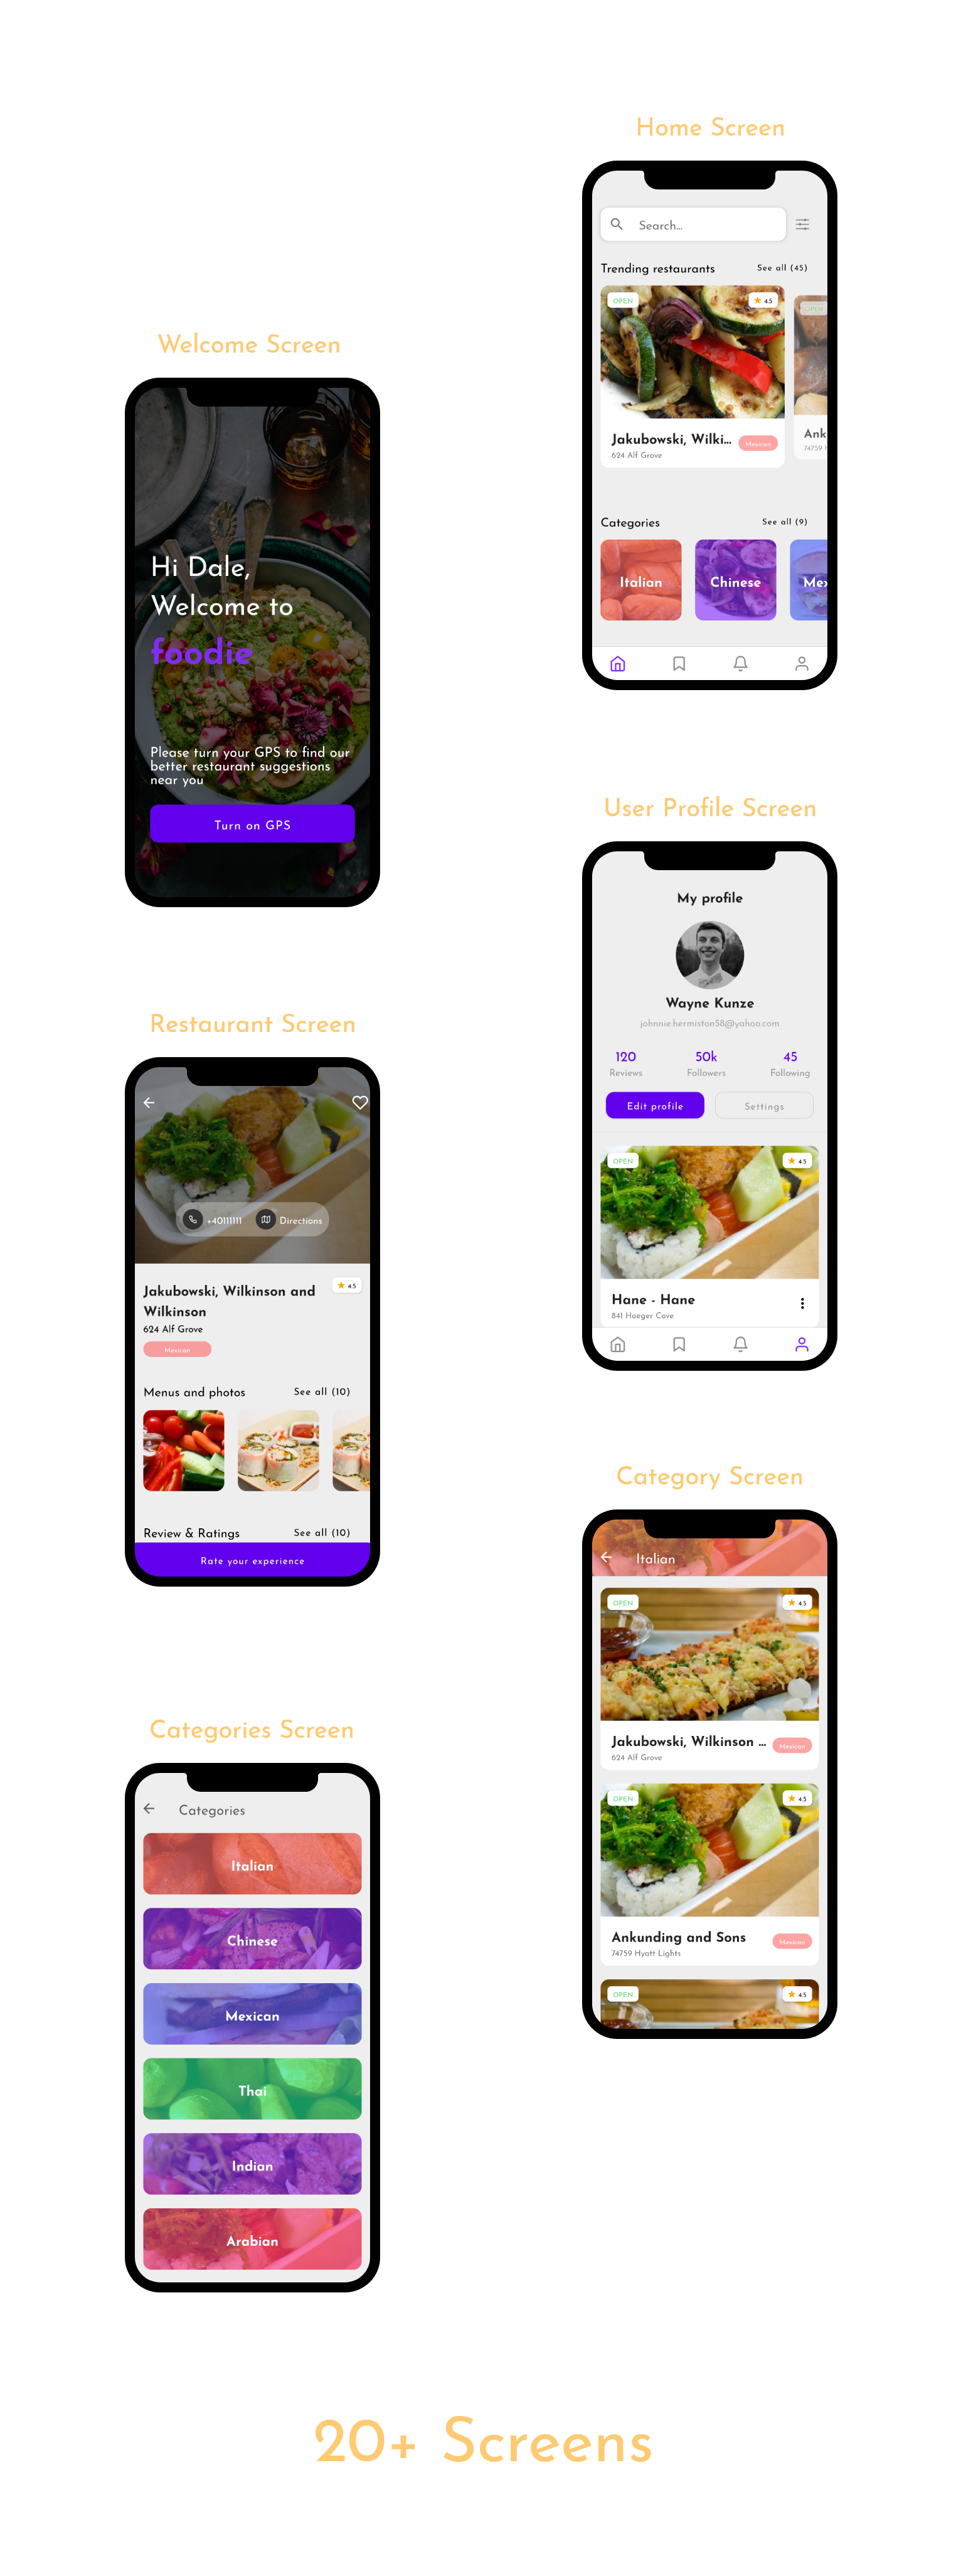 Home Screen
Search...
Trending restaurants
See all (45)
OPEN
4.5
OPEN
Jakubowski, Wilki...
Mexican
624 Alf Grove
Ank
74759 H
Categories
See all (9)
Italian
Chinese
Mex
Welcome Screen
Hi Dale,
Welcome to
foodie
Please turn your GPS to find our
better restaurant suggestions
near you
Turn on GPS
User Profile Screen
My profile
Wayne Kunze
johnnie.hermiston58@yahoo.com
120
50k
45
Reviews
Followers
Following
Edit profile
Settings
OPEN
4.5
Hane - Hane
841 Hoeger Cove
Restaurant Screen
+40111111
Directions
Jakubowski, Wilkinson and
Wilkinson
4.5
624 Alf Grove
Mexican
Menus and photos
See all (10)
Review & Ratings
See all (10)
Rate your experience
Category Screen
Italian
OPEN
4.5
Jakubowski, Wilkinson ...
Mexican
624 Alf Grove
OPEN
4.5
Ankunding and Sons
Mexican
74759 Hyatt Lights
OPEN
4.5
Categories Screen
Categories
Italian
Chinese
Mexican
Thai
Indian
Arabian
20+ Screens